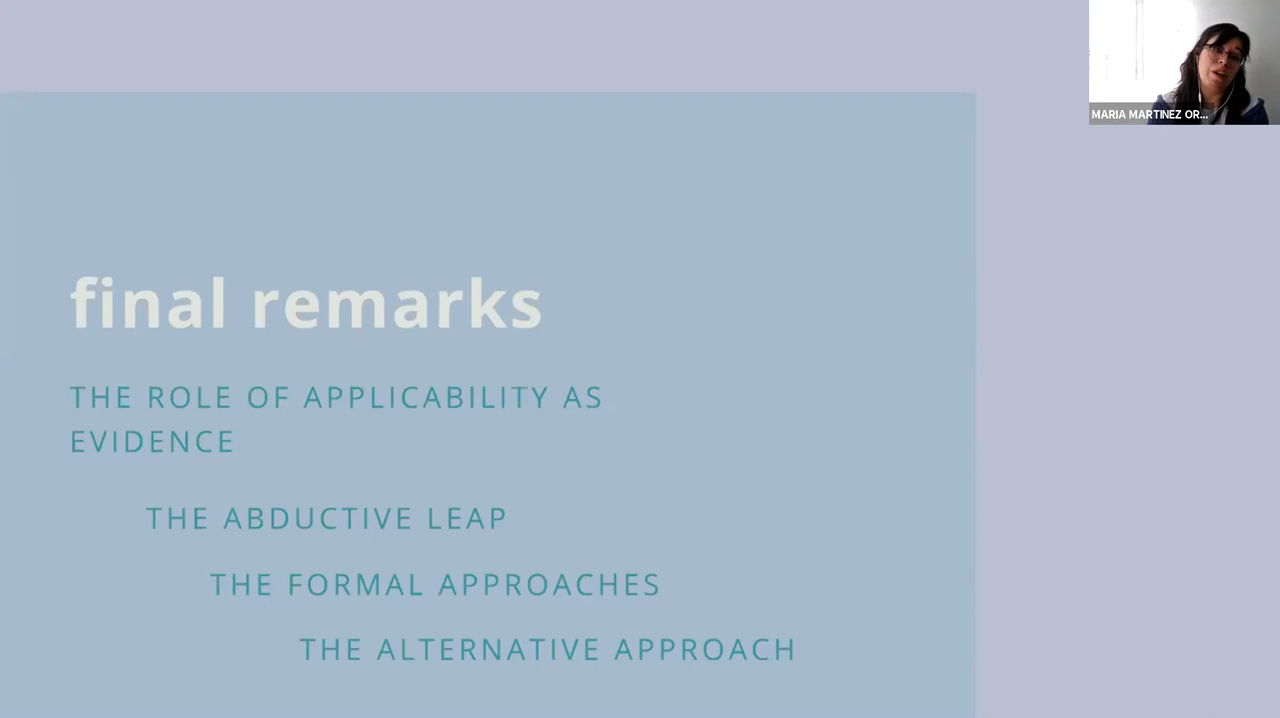 MARIA MARTINEZ OR...
final remarks
THE ROLE OF APPLICABILITY AS
EVIDENCE
THE ABDUCTIVE LEAP
THE FORMAL APPROACHES
THE ALTERNATIVE APPROACH